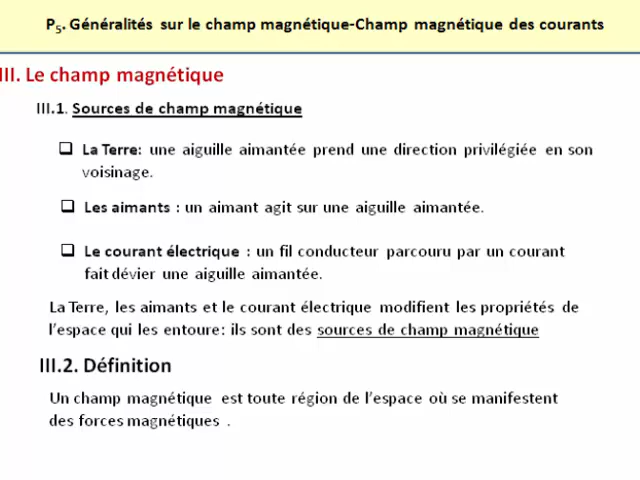 P5. Généralités sur le champ magnétique-Champ magnétique des courants
III. Le champ magnétique
III.1. Sources de champ magnétique
La Terre: une aiguille aimantée prend une direction privilégiée en son
voisinage.
Les aimants : un aimant agit sur une aiguille aimantée.
Le courant électrique : un fil conducteur parcouru par un courant
fait dévier une aiguille aimantée.
La Terre, les aimants et le courant électrique modifient les propriétés de
l'espace qui les entoure: ils sont des sources de champ magnétique
III.2. Définition
Un champ magnétique est toute région de l'espace où se manifestent
des forces magnétiques .